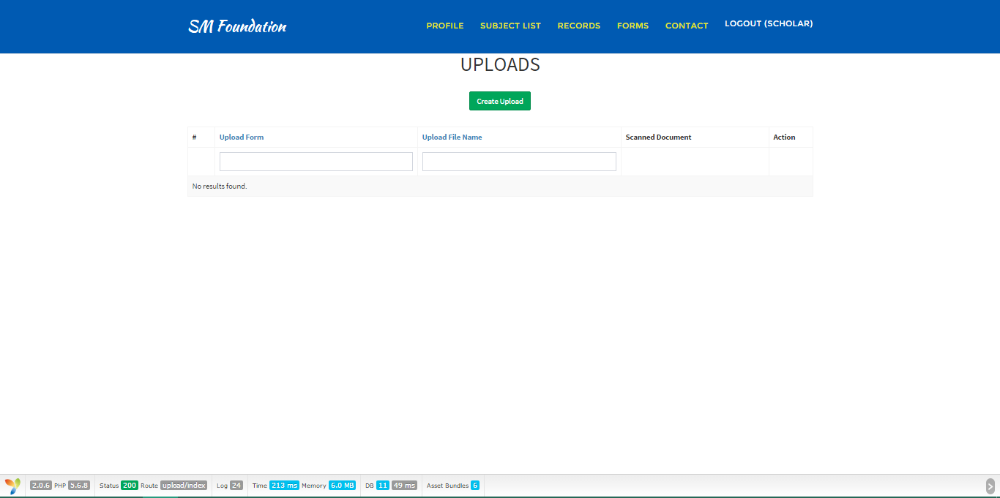 SM Foundation PROFILE SUBJECT LIST RECORDS FORMS CONTACT LOGOUT (SCHOLAR)
UPLOADS
Create Upload
# Upload Form Upload File Name Scanned Document Action
No results found.
2.0.6 PHP 5.6.8 Status 200 Route upload/index Log 24 Time 213 ms Memory 6.0 MB DB 11 49 ms Asset Bundles 6